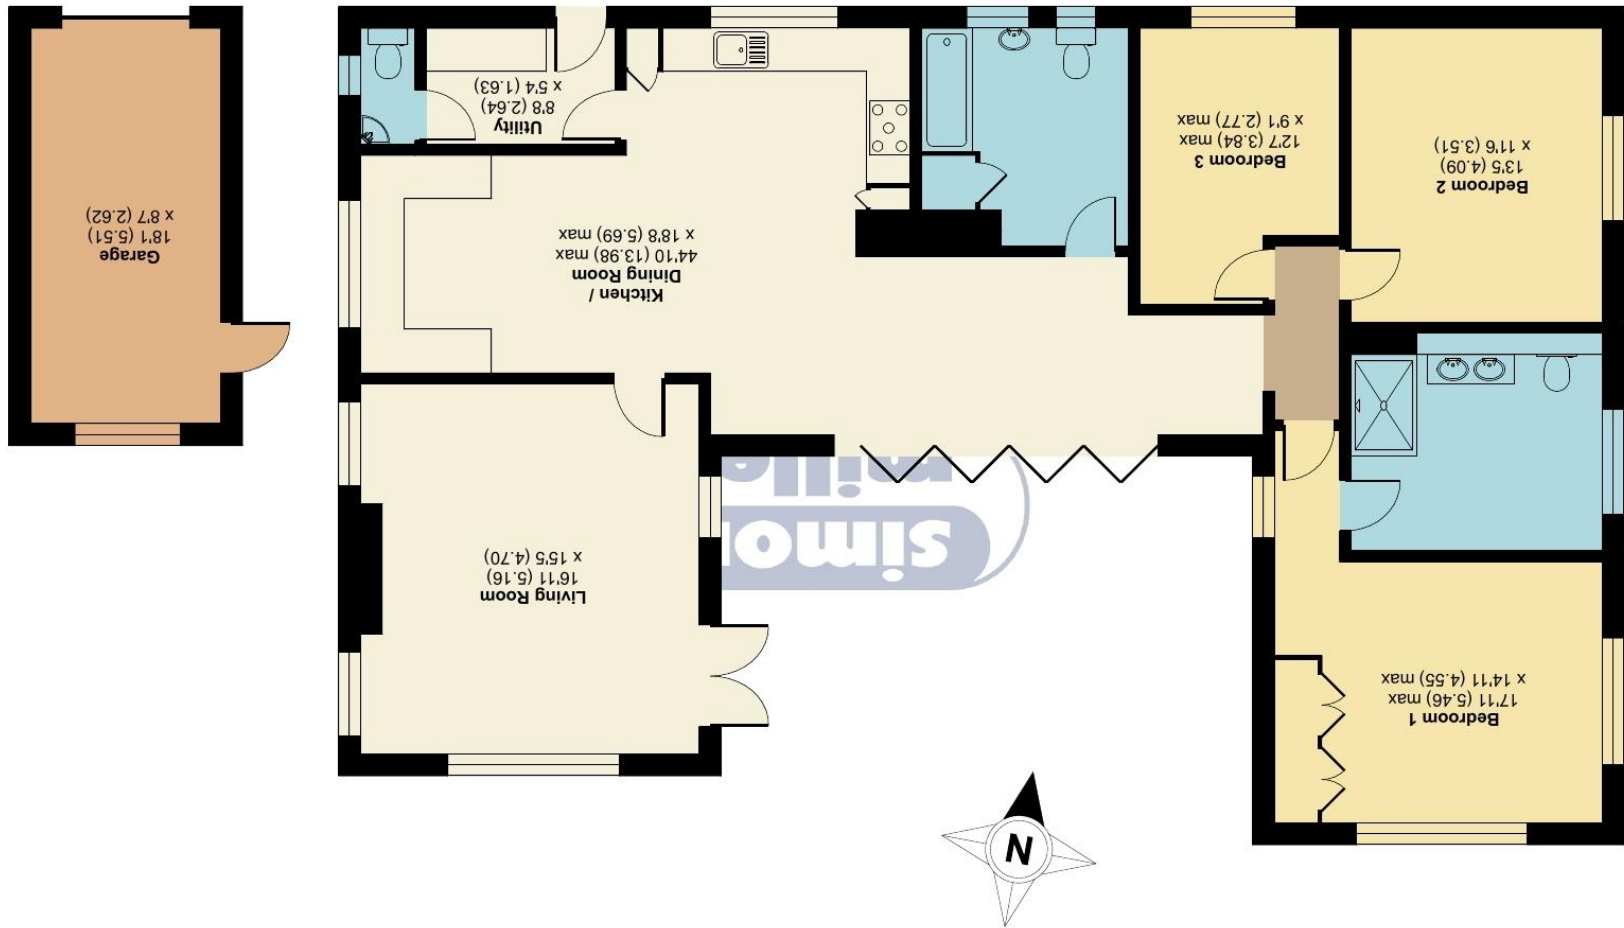 Garage
18'1 (5.51)
x 8'7 (2.62)
Utility
8'8 (2.64)
x 5'4 (1.63)
Kitchen /
Dining Room
44'10 (13.98) max
x 18'8 (5.69) max
Living Room
16'11 (5.16)
x 15'5 (4.70)
Bedroom 3
12'7 (3.84) max
x 9'1 (2.77) max
Bedroom 2
13'5 (4.09)
x 11'6 (3.51)
Bedroom 1
17'11 (5.46) max
x 14'11 (4.55) max
N